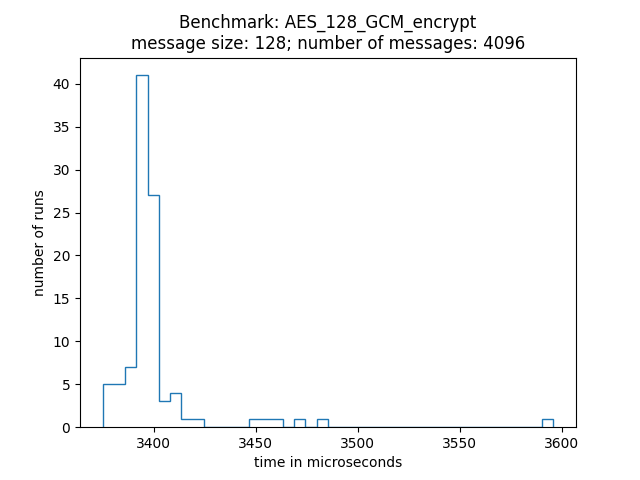 Benchmark: AES_128_GCM_encrypt
message size: 128; number of messages: 4096
number of runs
40
35
30
25
20
15
10
5
0
3400 3450 3500 3550 3600
time in microseconds